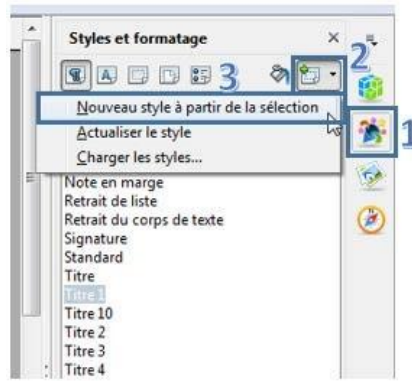 Styles et formatage
2
3
Nouveau style à partir de la sélection
1
Actualiser le style
Charger les styles...
Note en marge
Retrait de liste
Retrait du corps de texte
Signature
Standard
Titre
Titre 1
Titre 10
Titre 2
Titre 3
Titre 4